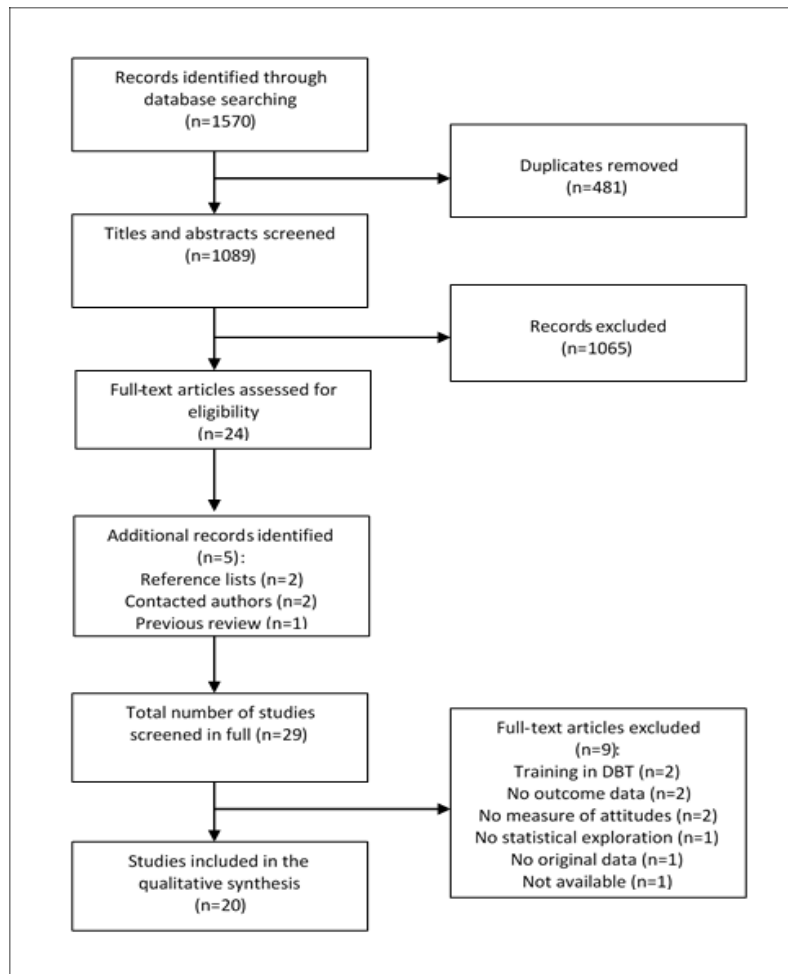 Records identified through
database searching
(n=1570)
Duplicates removed
(n=481)
Titles and abstracts screened
(n=1089)
Records excluded
(n=1065)
Full-text articles assessed for
eligibility
(n=24)
Additional records identified
(n=5):
Reference lists (n=2)
Contacted authors (n=2)
Previous review (n=1)
Total number of studies
screened in full (n=29)
Full-text articles excluded
(n=9):
Training in DBT (n=2)
No outcome data (n=2)
No measure of attitudes (n=2)
No statistical exploration (n=1)
No original data (n=1)
Not available (n=1)
Studies included in the
qualitative synthesis
(n=20)